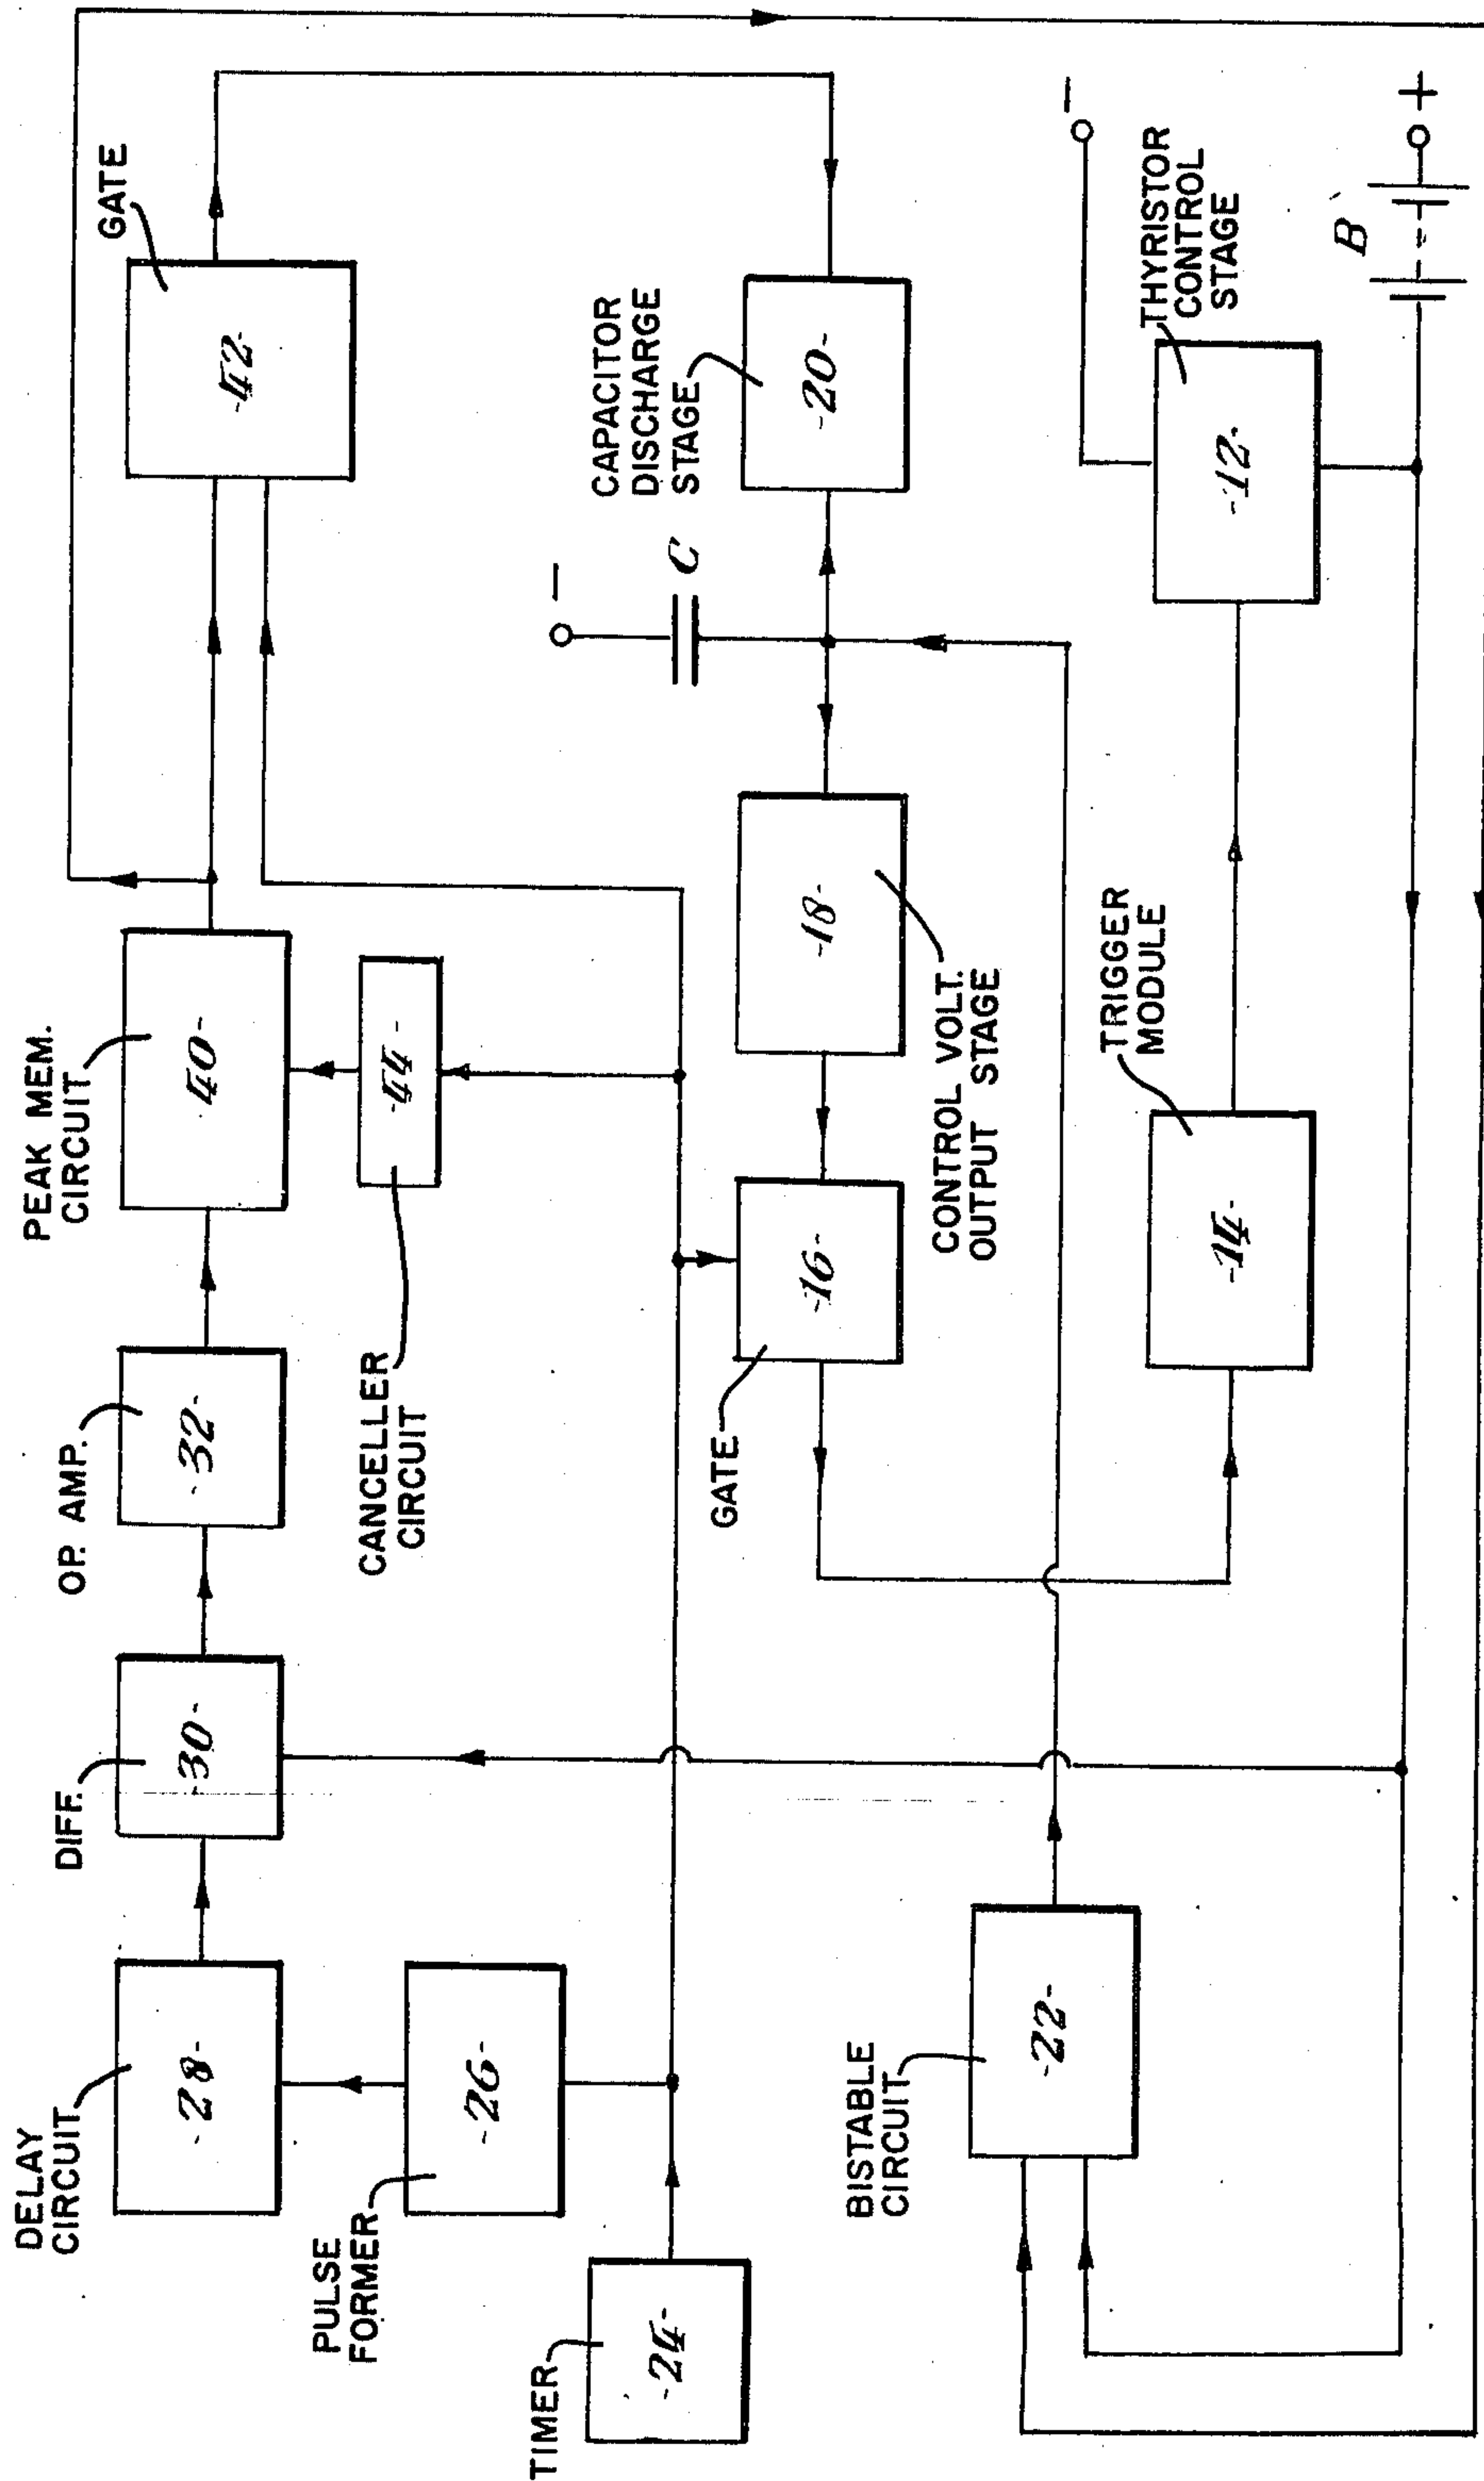 DELAY
CIRCUIT
-28-
DIFF.
-30-
OP. AMP.
-32-
PEAK MEM.
CIRCUIT
-40-
GATE
-42-
PULSE
FORMER
-26-
CANCELLER
CIRCUIT
-44-
TIMER
-24-
GATE
-16-
CONTROL VOLT.
OUTPUT STAGE
-18-
−
C
CAPACITOR
DISCHARGE
STAGE
-20-
BISTABLE
CIRCUIT
-22-
TRIGGER
MODULE
-14-
THYRISTOR
CONTROL
STAGE
-12-
−
B
+